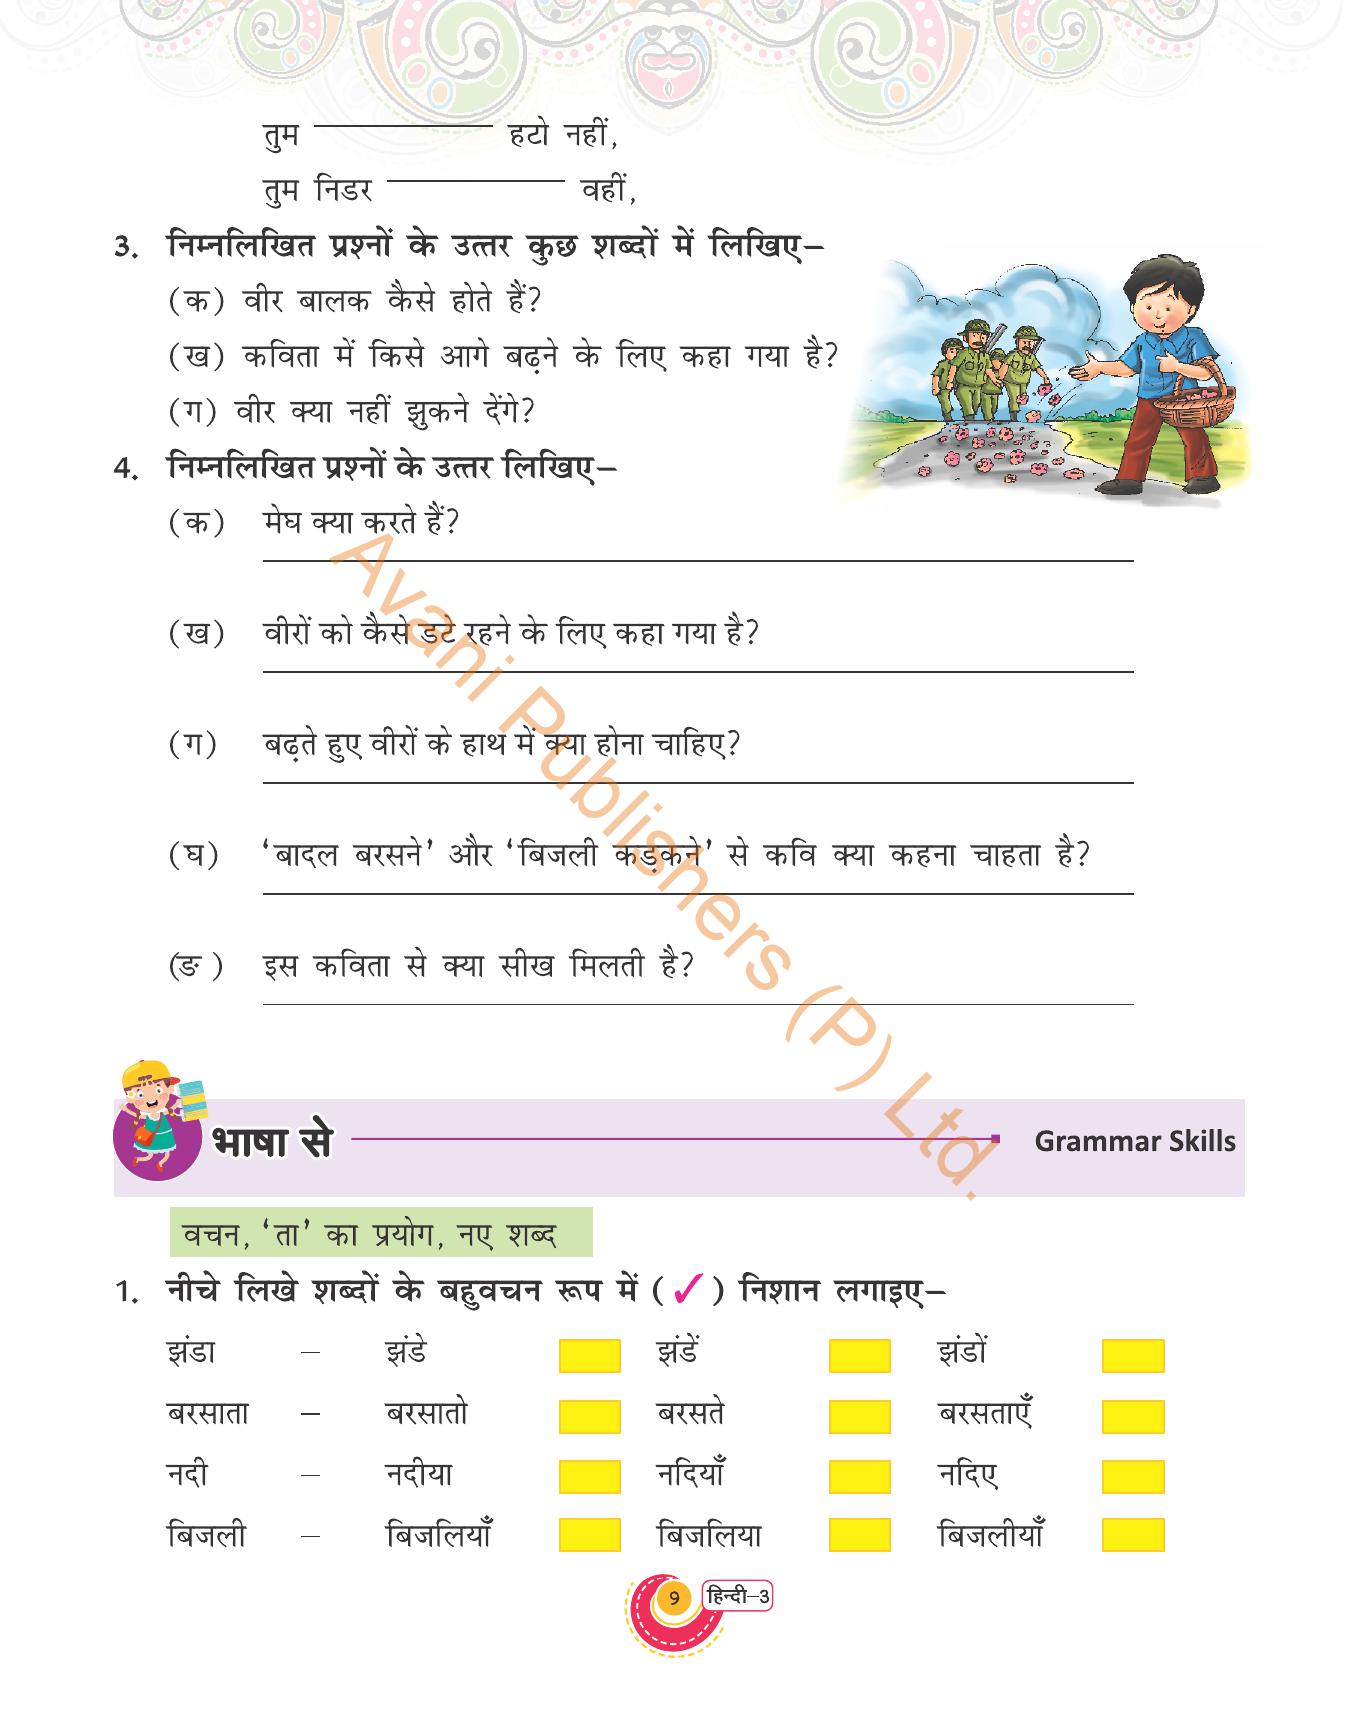 तुम ____________ हटो नहीं,
तुम निडर ____________ वहीं,
3. निम्नलिखित प्रश्नों के उत्तर कुछ शब्दों में लिखिए–
(क) वीर बालक कैसे होते हैं?
(ख) कविता में किसे आगे बढ़ने के लिए कहा गया है?
(ग) वीर क्या नहीं झुकने देंगे?
4. निम्नलिखित प्रश्नों के उत्तर लिखिए–
(क) मेघ क्या करते हैं?
(ख) वीरों को कैसे डटे रहने के लिए कहा गया है?
(ग) बढ़ते हुए वीरों के हाथ में क्या होना चाहिए?
(घ) ‘बादल बरसने’ और ‘बिजली कड़कने’ से कवि क्या कहना चाहता है?
(ङ ) इस कविता से क्या सीख मिलती है?
Avani Publishers (P) Ltd.
भाषा से Grammar Skills
वचन, ‘ता’ का प्रयोग, नए शब्द
1. नीचे लिखे शब्दों के बहुवचन रूप में (✓) निशान लगाइए–
झंडा – झंडे झंडें झंडों
बरसाता – बरसातो बरसते बरसताएँ
नदी – नदीया नदियाँ नदिए
बिजली – बिजलियाँ बिजलिया बिजलीयाँ
9 हिन्दी–3